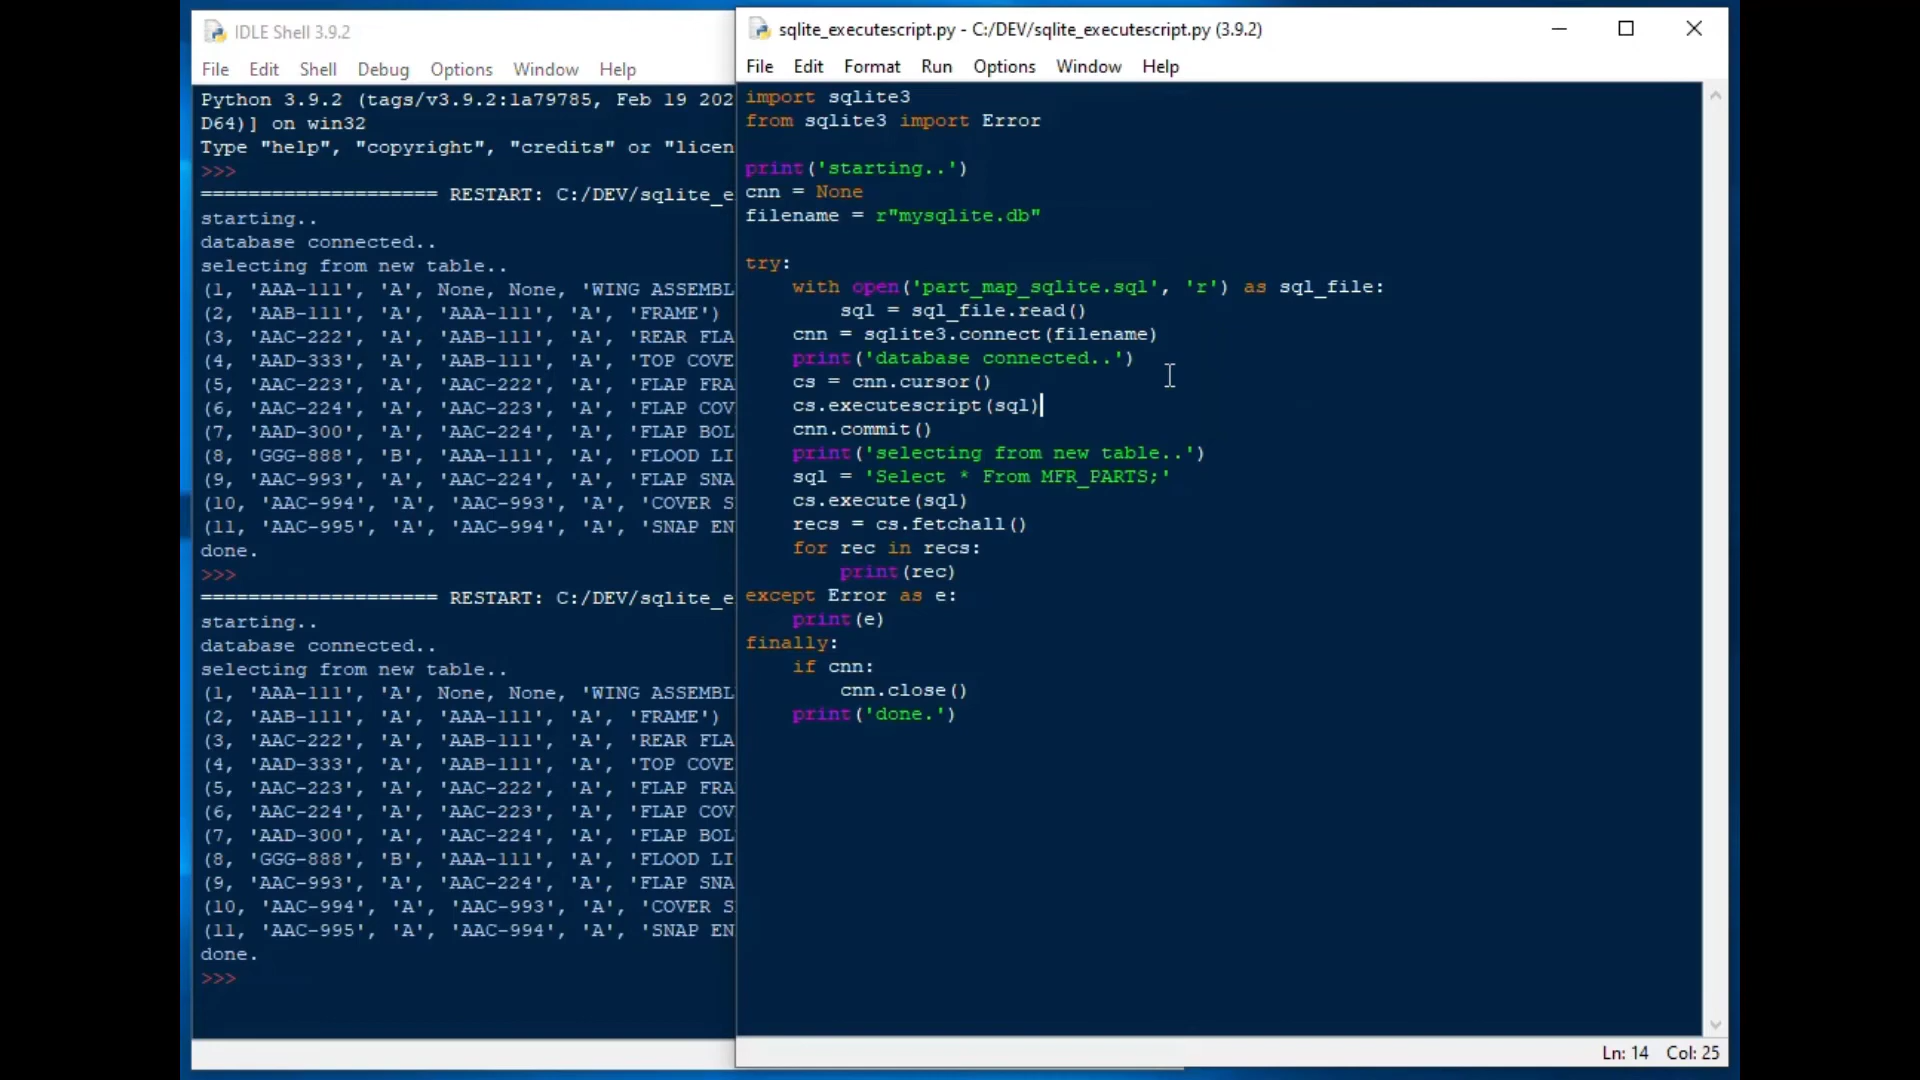 IDLE Shell 3.9.2
File Edit Shell Debug Options Window Help
Python 3.9.2 (tags/v3.9.2:1a79785, Feb 19 202
D64)] on win32
Type "help", "copyright", "credits" or "licen
>>>
==================== RESTART: C:/DEV/sqlite_e
starting..
database connected..
selecting from new table..
(1, 'AAA-111', 'A', None, None, 'WING ASSEMBL
(2, 'AAB-111', 'A', 'AAA-111', 'A', 'FRAME')
(3, 'AAC-222', 'A', 'AAB-111', 'A', 'REAR FLA
(4, 'AAD-333', 'A', 'AAB-111', 'A', 'TOP COVE
(5, 'AAC-223', 'A', 'AAC-222', 'A', 'FLAP FRA
(6, 'AAC-224', 'A', 'AAC-223', 'A', 'FLAP COV
(7, 'AAD-300', 'A', 'AAC-224', 'A', 'FLAP BOL
(8, 'GGG-888', 'B', 'AAA-111', 'A', 'FLOOD LI
(9, 'AAC-993', 'A', 'AAC-224', 'A', 'FLAP SNA
(10, 'AAC-994', 'A', 'AAC-993', 'A', 'COVER S
(11, 'AAC-995', 'A', 'AAC-994', 'A', 'SNAP EN
done.
>>>
==================== RESTART: C:/DEV/sqlite_e
starting..
database connected..
selecting from new table..
(1, 'AAA-111', 'A', None, None, 'WING ASSEMBL
(2, 'AAB-111', 'A', 'AAA-111', 'A', 'FRAME')
(3, 'AAC-222', 'A', 'AAB-111', 'A', 'REAR FLA
(4, 'AAD-333', 'A', 'AAB-111', 'A', 'TOP COVE
(5, 'AAC-223', 'A', 'AAC-222', 'A', 'FLAP FRA
(6, 'AAC-224', 'A', 'AAC-223', 'A', 'FLAP COV
(7, 'AAD-300', 'A', 'AAC-224', 'A', 'FLAP BOL
(8, 'GGG-888', 'B', 'AAA-111', 'A', 'FLOOD LI
(9, 'AAC-993', 'A', 'AAC-224', 'A', 'FLAP SNA
(10, 'AAC-994', 'A', 'AAC-993', 'A', 'COVER S
(11, 'AAC-995', 'A', 'AAC-994', 'A', 'SNAP EN
done.
>>>
sqlite_executescript.py - C:/DEV/sqlite_executescript.py (3.9.2)
File Edit Format Run Options Window Help
import sqlite3
from sqlite3 import Error
print('starting..')
cnn = None
filename = r"mysqlite.db"
try:
    with open('part_map_sqlite.sql', 'r') as sql_file:
        sql = sql_file.read()
    cnn = sqlite3.connect(filename)
    print('database connected..')
    cs = cnn.cursor()
    cs.executescript(sql)
    cnn.commit()
    print('selecting from new table..')
    sql = 'Select * From MFR_PARTS;'
    cs.execute(sql)
    recs = cs.fetchall()
    for rec in recs:
        print(rec)
except Error as e:
    print(e)
finally:
    if cnn:
        cnn.close()
    print('done.')
Ln: 14 Col: 25